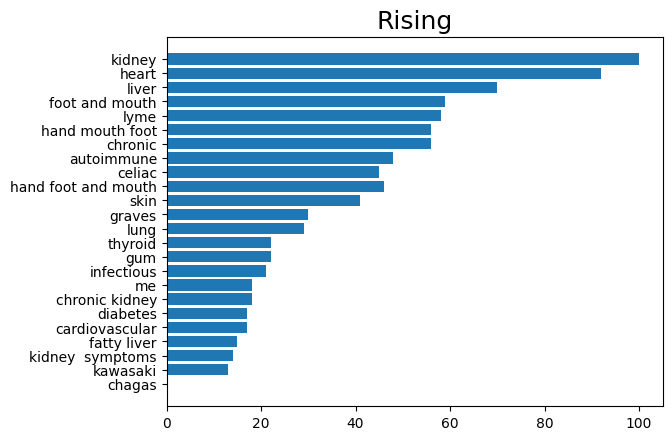 Rising
kidney
heart
liver
foot and mouth
lyme
hand mouth foot
chronic
autoimmune
celiac
hand foot and mouth
skin
graves
lung
thyroid
gum
infectious
me
chronic kidney
diabetes
cardiovascular
fatty liver
kidney  symptoms
kawasaki
chagas
0 20 40 60 80 100